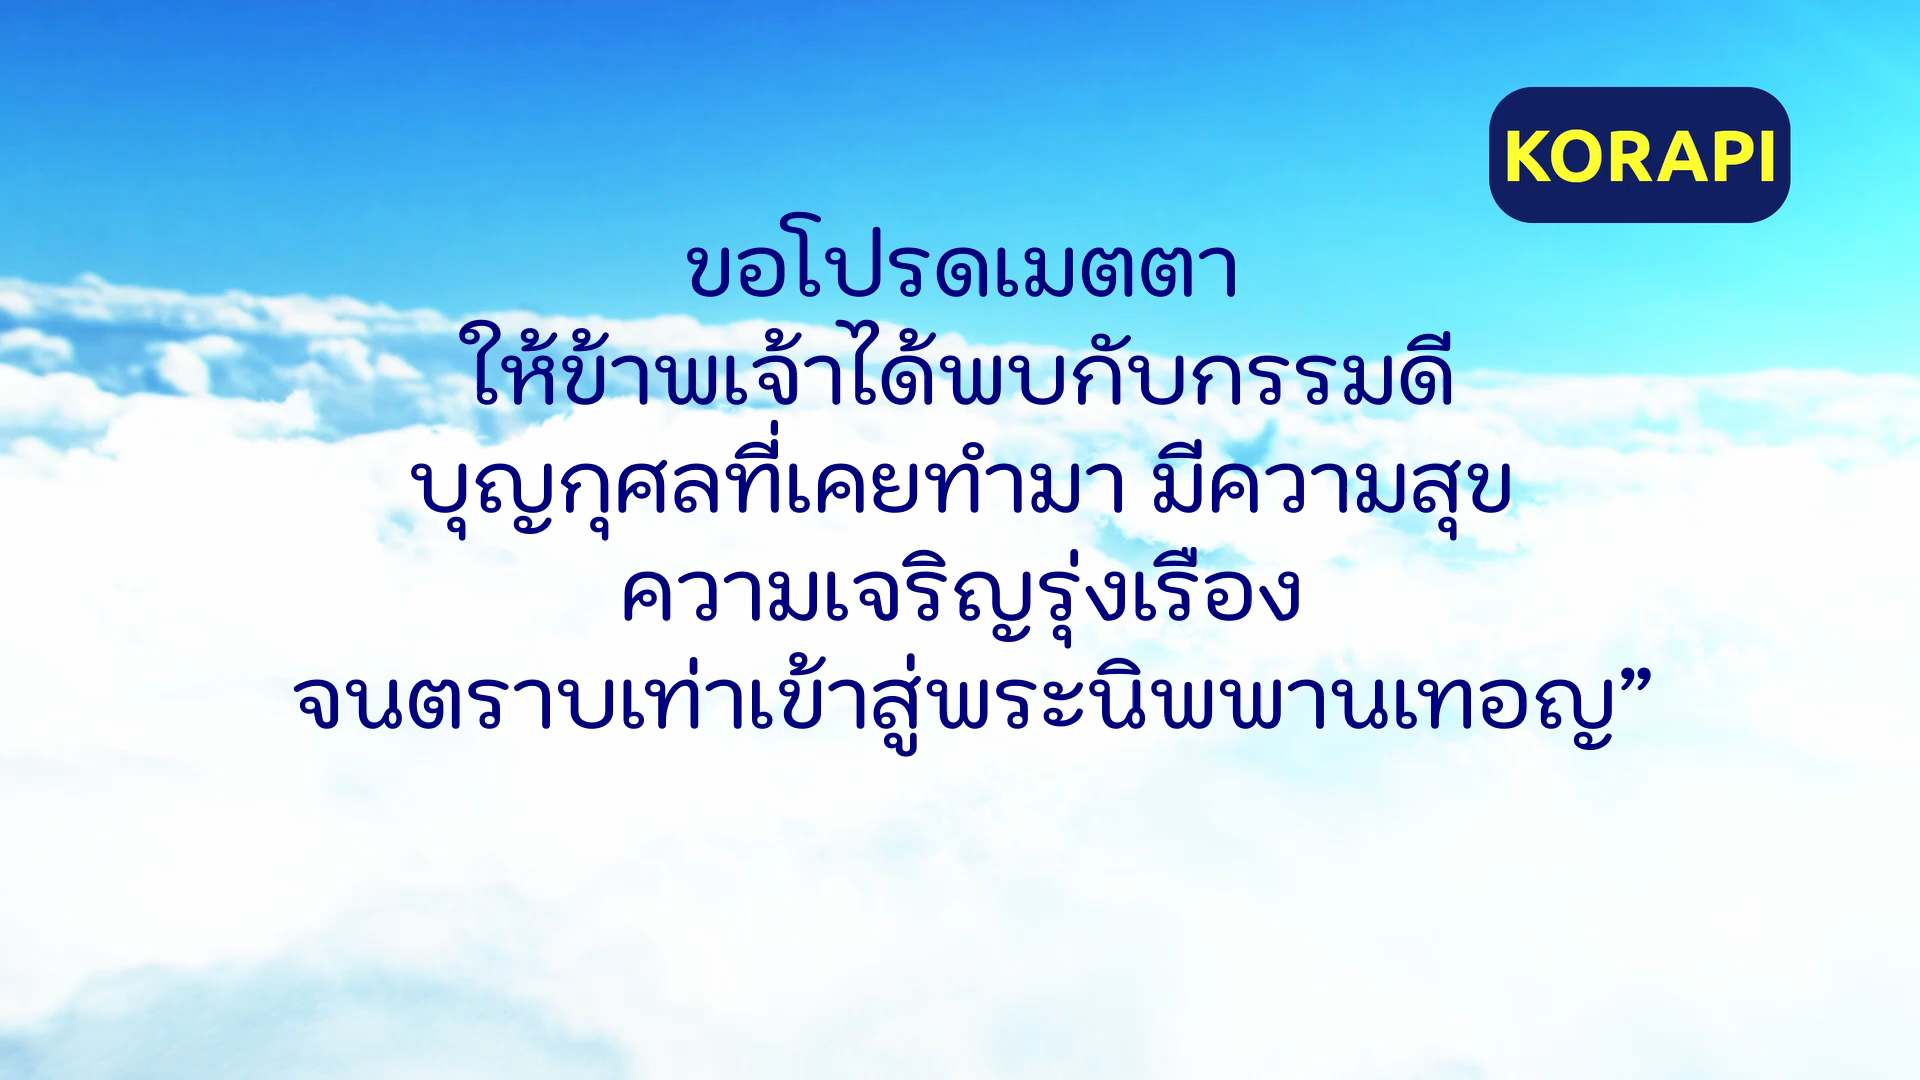 KORAPI
ขอโปรดเมตตา
ให้ข้าพเจ้าได้พบกับกรรมดี
บุญกุศลที่เคยทำมา มีความสุข
ความเจริญรุ่งเรือง
จนตราบเท่าเข้าสู่พระนิพพานเทอญ”